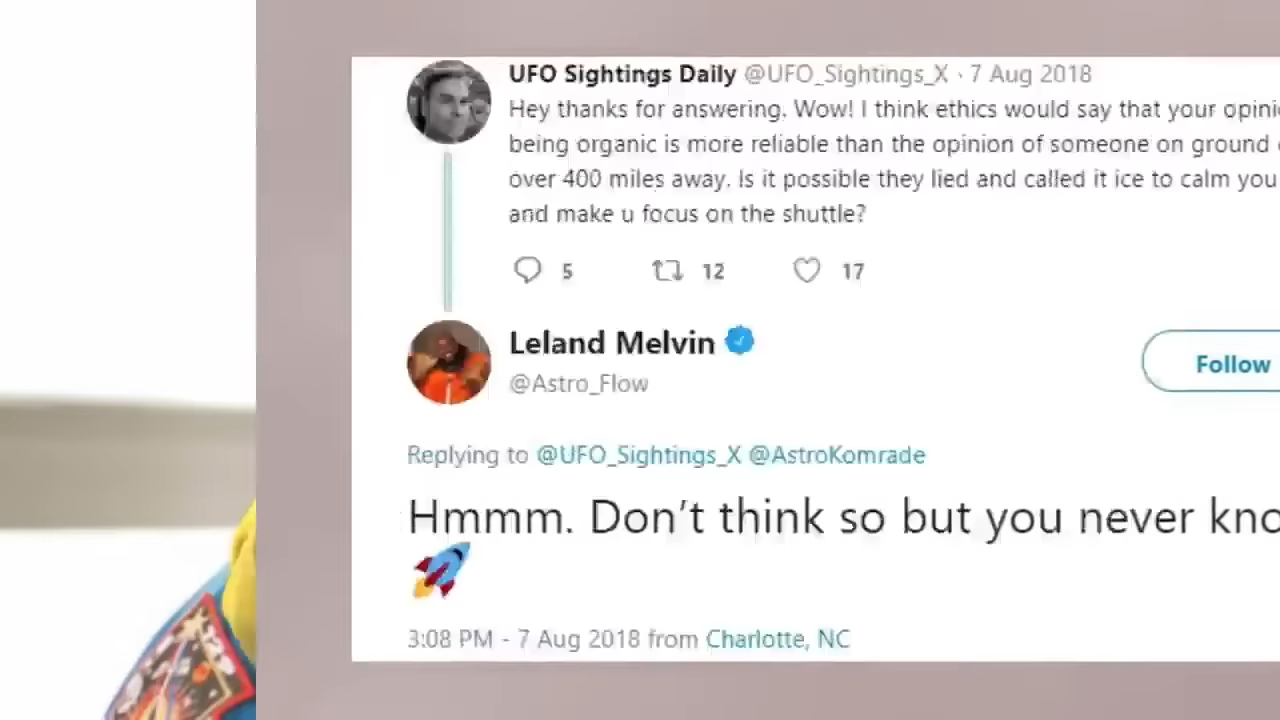 UFO Sightings Daily @UFO_Sightings_X · 7 Aug 2018
Hey thanks for answering. Wow! I think ethics would say that your
being organic is more reliable than the opinion of someone on ground
over 400 miles away. Is it possible they lied and called it ice to calm you
and make u focus on the shuttle?
5 12 17
Leland Melvin
@Astro_Flow
Follow
Replying to @UFO_Sightings_X @AstroKomrade
Hmmm. Don't think so but you never
3:08 PM - 7 Aug 2018 from Charlotte, NC